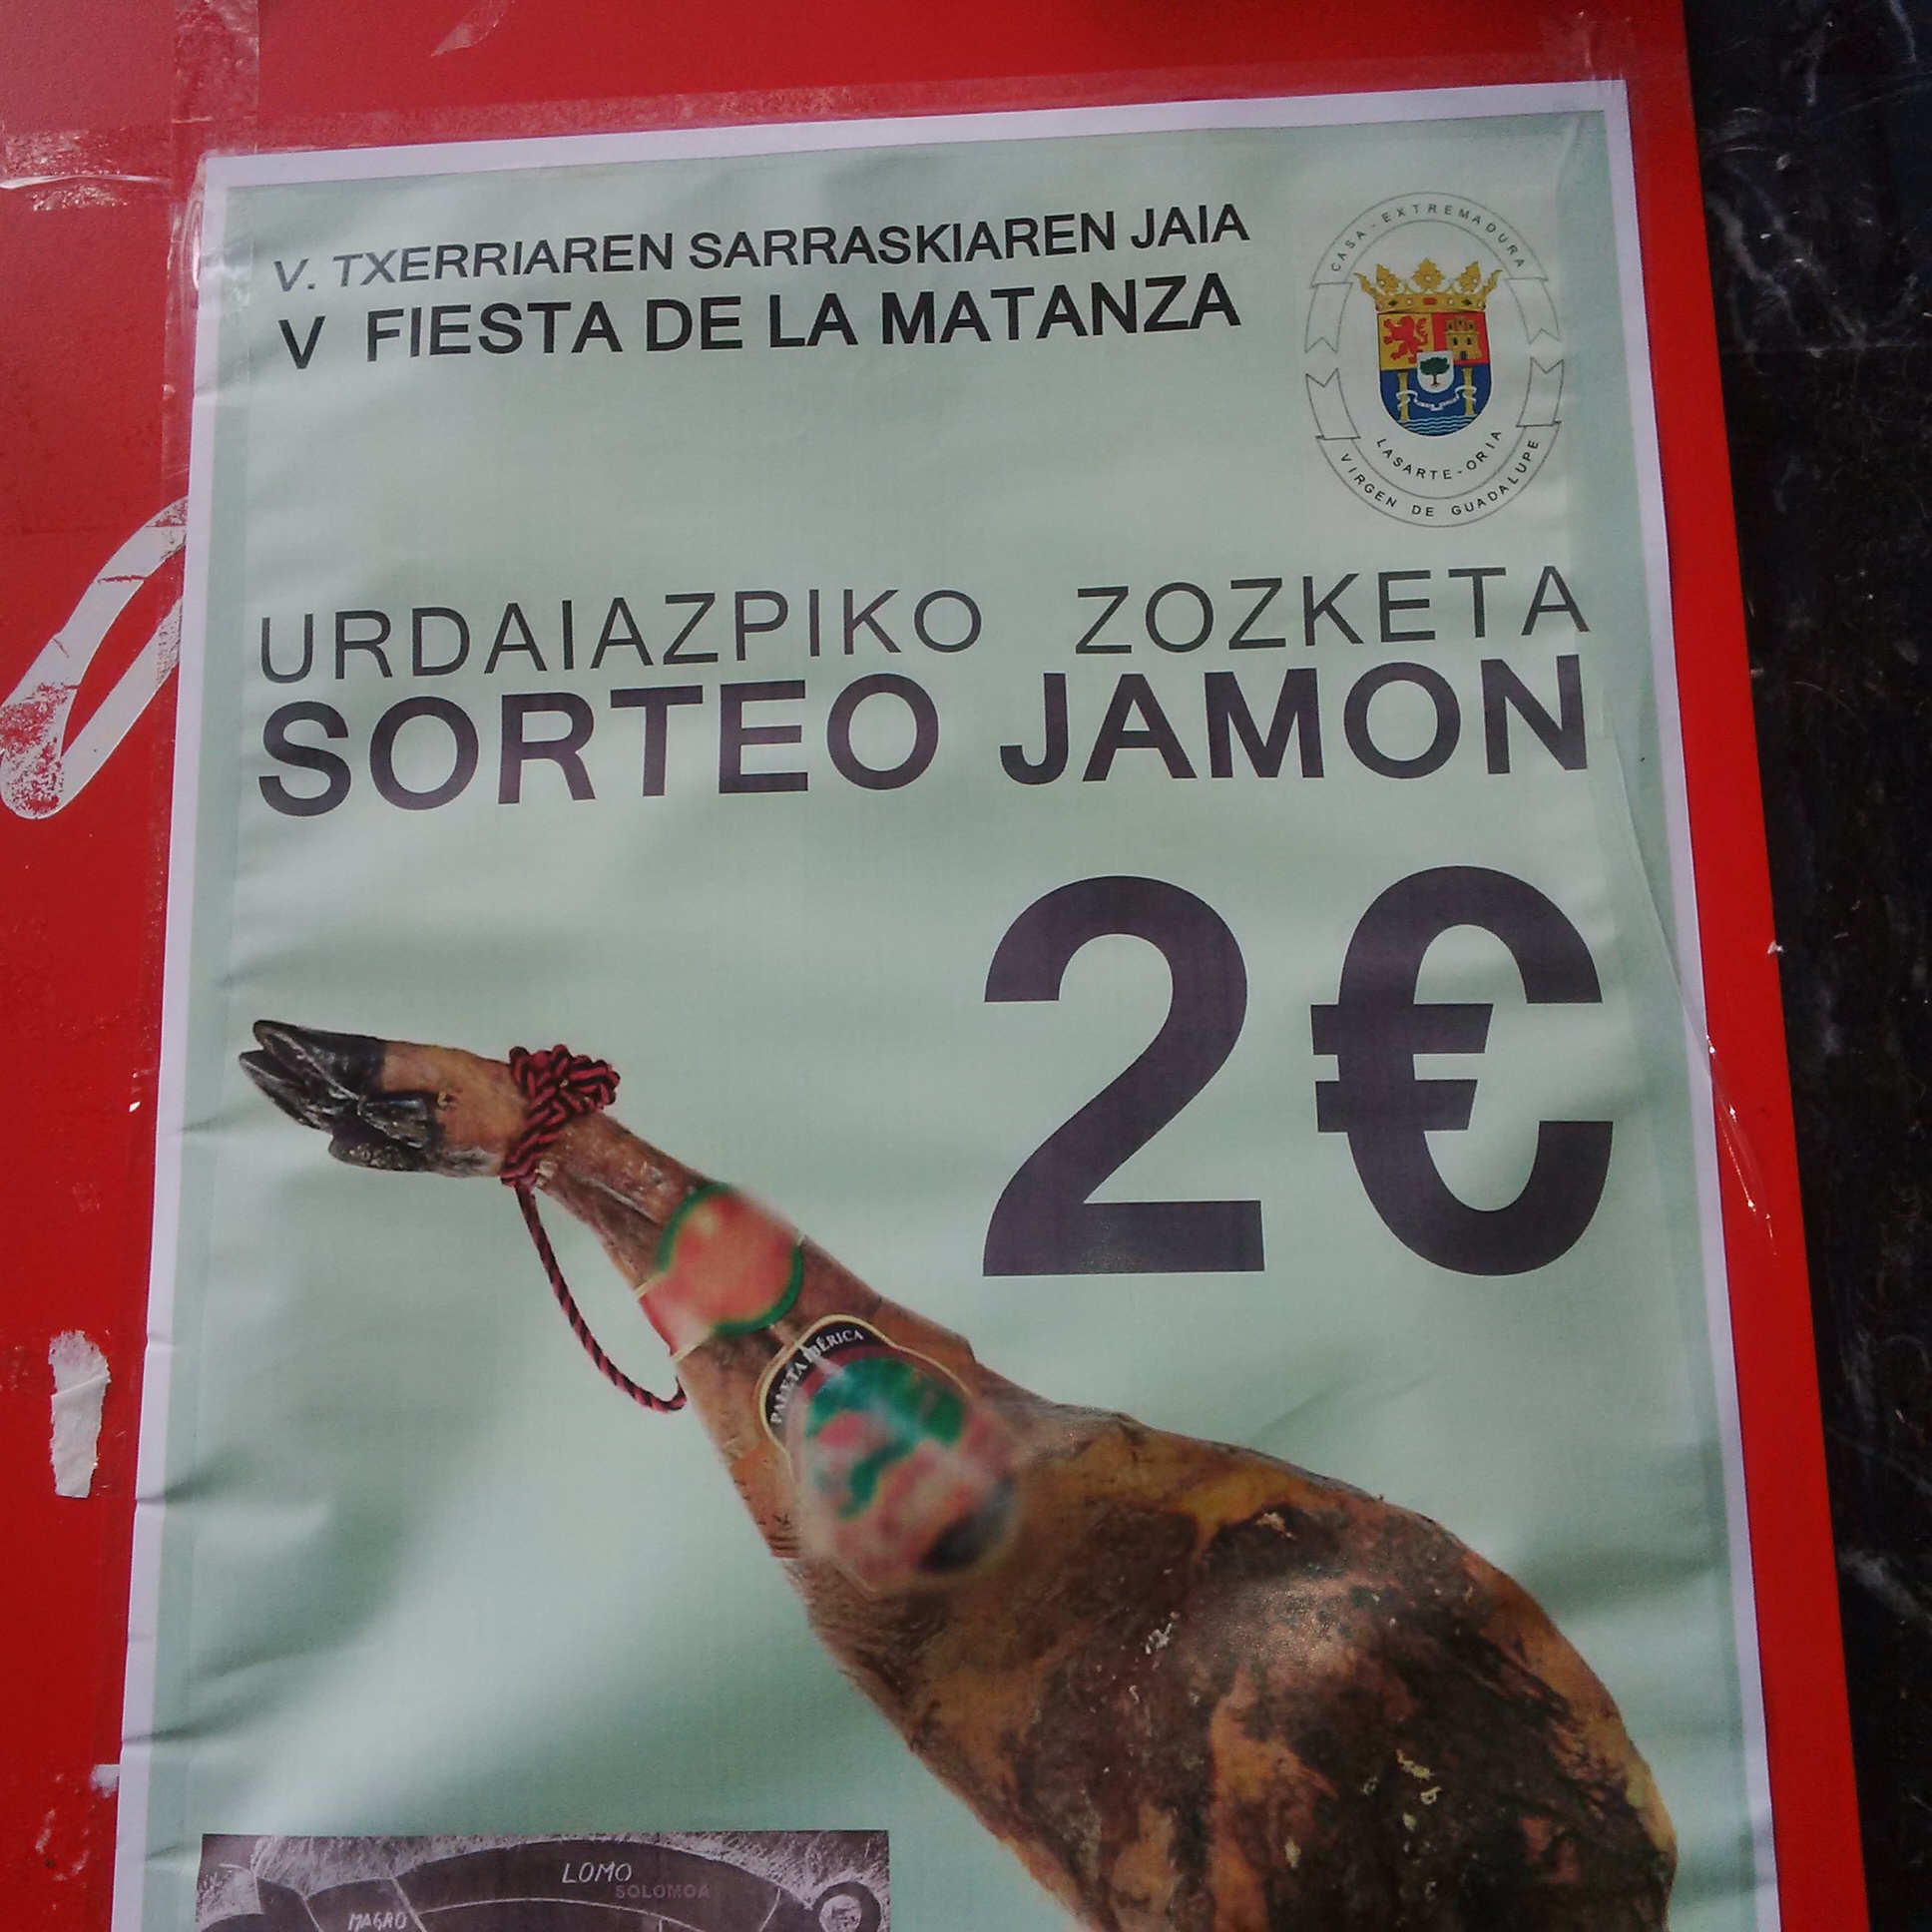 V. TXERRIAREN SARRASKIAREN JAIA
V FIESTA DE LA MATANZA
CASA-EXTREMADURA
LASARTE-ORIA
VIRGEN DE GUADALUPE
URDAIAZPIKO ZOZKETA
SORTEO JAMON
2€
PALETA IBÉRICA
LOMO
SOLOMOA
MAGRO